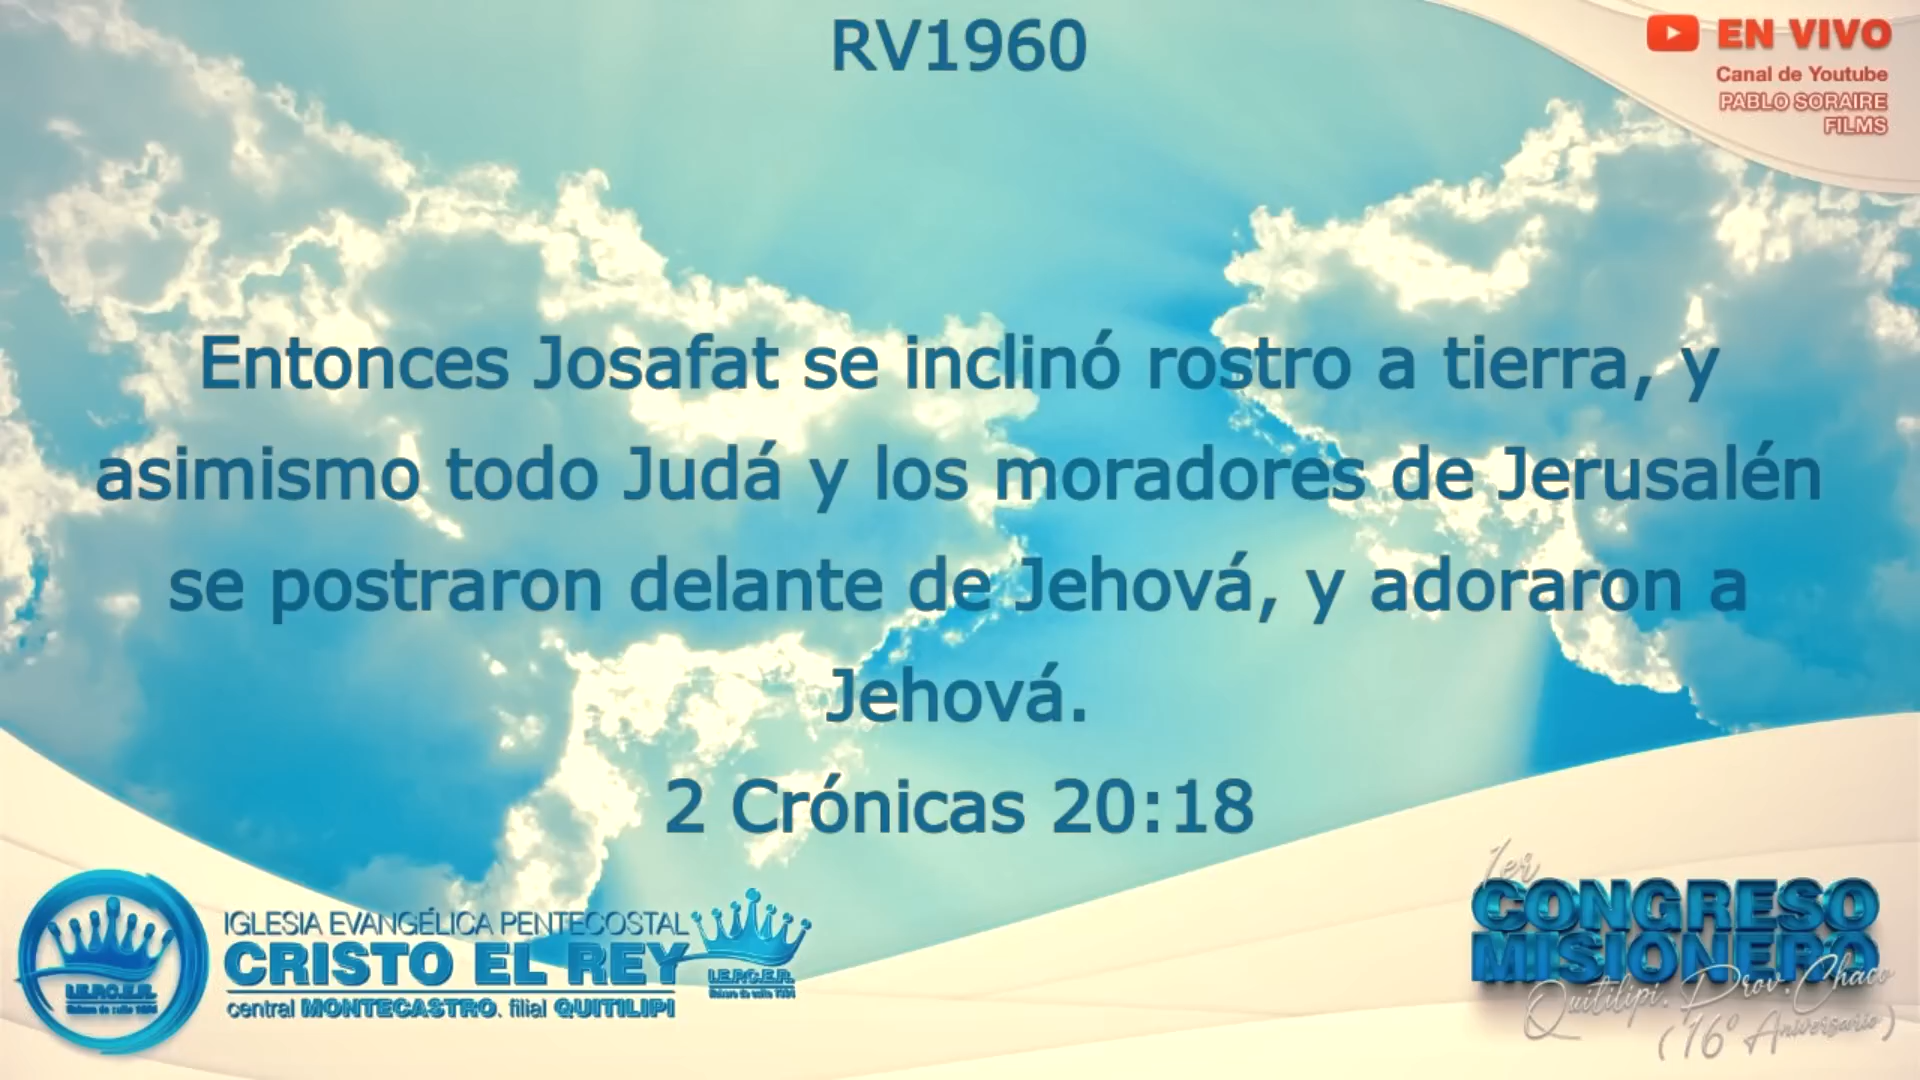 RV1960
EN VIVO
Canal de Youtube
PABLO SORAIRE
FILMS
Entonces Josafat se inclinó rostro a tierra, y
asimismo todo Judá y los moradores de Jerusalén
se postraron delante de Jehová, y adoraron a
Jehová.
2 Crónicas 20:18
IGLESIA EVANGÉLICA PENTECOSTAL
CRISTO EL REY
central MONTECASTRO. filial QUITILIPI
I.E.P.C.E.R.
I.E.P.C.E.R.
1er
CONGRESO
MISIONERO
Quitilipi. Prov. Chaco
(16º Aniversario)